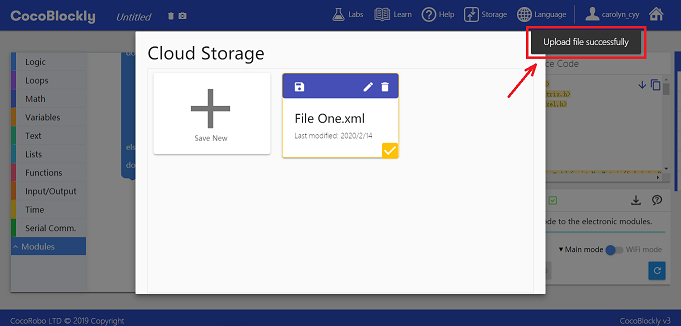 CocoBlockly
Untitled
Labs
Learn
Help
Storage
Language
carolyn_cyy
Upload file successfully
Cloud Storage
Save New
File One.xml
Last modified: 2020/2/14
Logic
Loops
Math
Variables
Text
Lists
Functions
Input/Output
Time
Serial Comm.
Modules
els
do
ce Code
de to the electronic modules.
Main mode
WiFi mode
CocoRobo LTD © 2019 Copyright
CocoBlockly v3